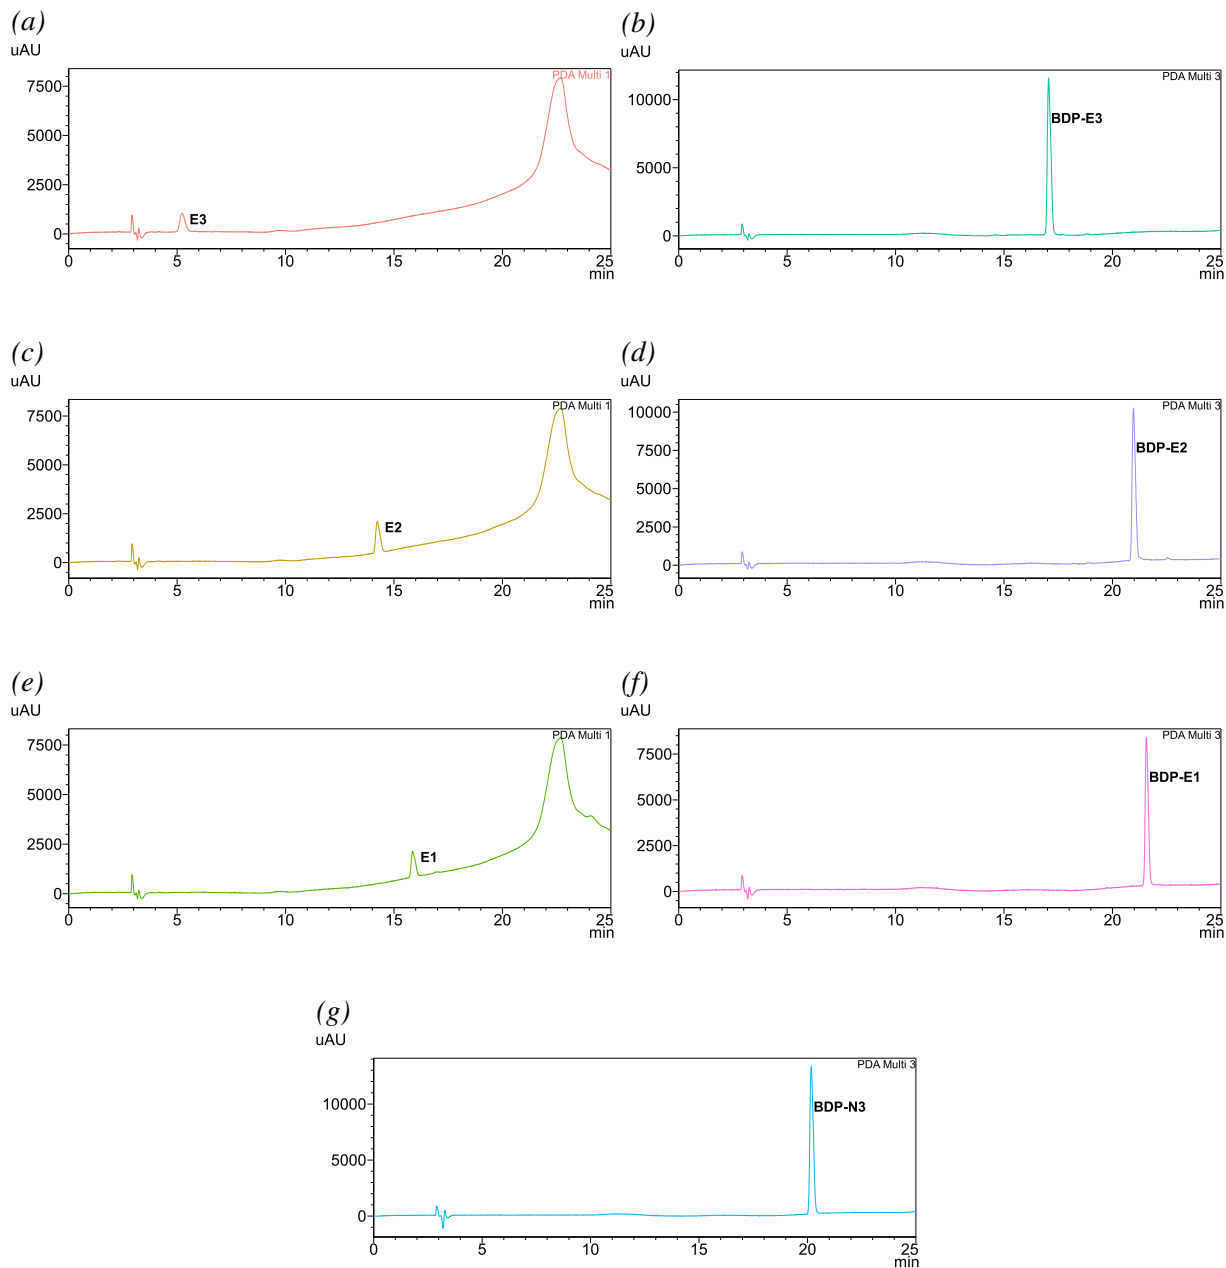 (a)
uAU
PDA Multi 1
7500
5000
2500
0
E3
0 5 10 15 20 25
min
(b)
uAU
PDA Multi 3
10000
5000
0
BDP-E3
0 5 10 15 20 25
min
(c)
uAU
PDA Multi 1
7500
5000
2500
0
E2
0 5 10 15 20 25
min
(d)
uAU
PDA Multi 3
10000
7500
5000
2500
0
BDP-E2
0 5 10 15 20 25
min
(e)
uAU
PDA Multi 1
7500
5000
2500
0
E1
0 5 10 15 20 25
min
(f)
uAU
PDA Multi 3
7500
5000
2500
0
BDP-E1
0 5 10 15 20 25
min
(g)
uAU
PDA Multi 3
10000
5000
0
BDP-N3
0 5 10 15 20 25
min